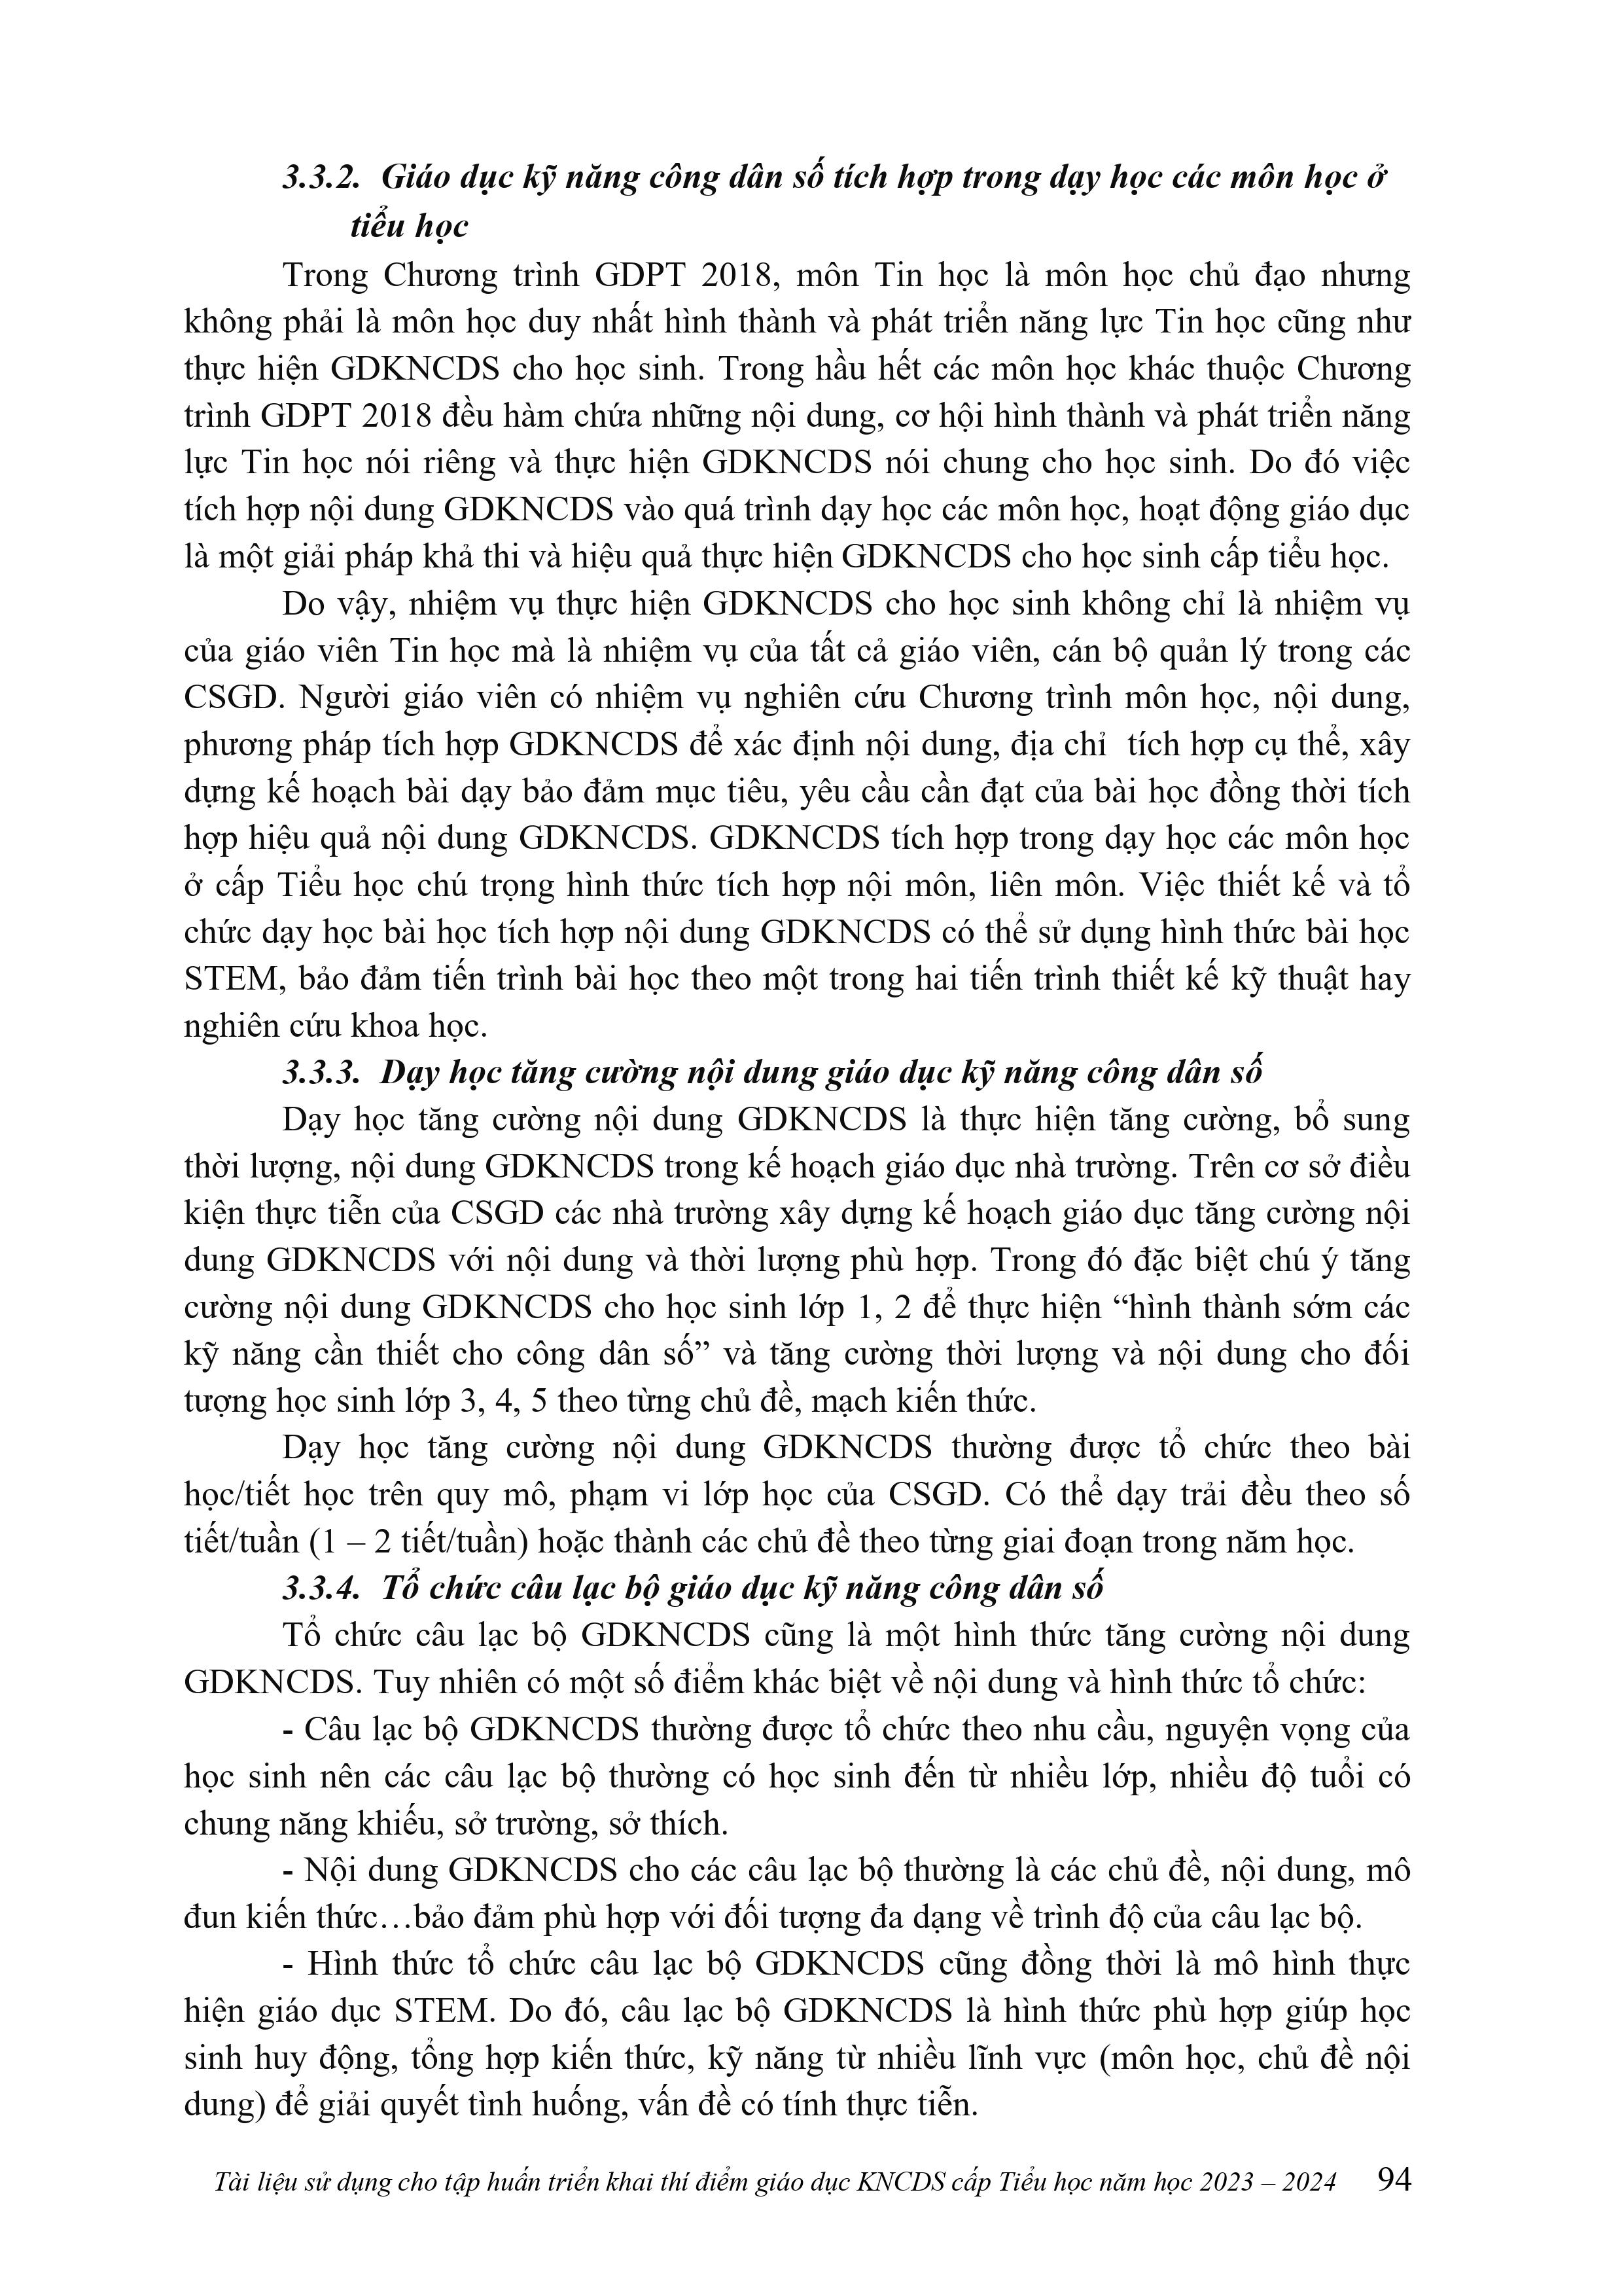 3.3.2. Giáo dục kỹ năng công dân số tích hợp trong dạy học các môn học ở
tiểu học
Trong Chương trình GDPT 2018, môn Tin học là môn học chủ đạo nhưng
không phải là môn học duy nhất hình thành và phát triển năng lực Tin học cũng như
thực hiện GDKNCDS cho học sinh. Trong hầu hết các môn học khác thuộc Chương
trình GDPT 2018 đều hàm chứa những nội dung, cơ hội hình thành và phát triển năng
lực Tin học nói riêng và thực hiện GDKNCDS nói chung cho học sinh. Do đó việc
tích hợp nội dung GDKNCDS vào quá trình dạy học các môn học, hoạt động giáo dục
là một giải pháp khả thi và hiệu quả thực hiện GDKNCDS cho học sinh cấp tiểu học.
Do vậy, nhiệm vụ thực hiện GDKNCDS cho học sinh không chỉ là nhiệm vụ
của giáo viên Tin học mà là nhiệm vụ của tất cả giáo viên, cán bộ quản lý trong các
CSGD. Người giáo viên có nhiệm vụ nghiên cứu Chương trình môn học, nội dung,
phương pháp tích hợp GDKNCDS để xác định nội dung, địa chỉ  tích hợp cụ thể, xây
dựng kế hoạch bài dạy bảo đảm mục tiêu, yêu cầu cần đạt của bài học đồng thời tích
hợp hiệu quả nội dung GDKNCDS. GDKNCDS tích hợp trong dạy học các môn học
ở cấp Tiểu học chú trọng hình thức tích hợp nội môn, liên môn. Việc thiết kế và tổ
chức dạy học bài học tích hợp nội dung GDKNCDS có thể sử dụng hình thức bài học
STEM, bảo đảm tiến trình bài học theo một trong hai tiến trình thiết kế kỹ thuật hay
nghiên cứu khoa học.
3.3.3. Dạy học tăng cường nội dung giáo dục kỹ năng công dân số
Dạy học tăng cường nội dung GDKNCDS là thực hiện tăng cường, bổ sung
thời lượng, nội dung GDKNCDS trong kế hoạch giáo dục nhà trường. Trên cơ sở điều
kiện thực tiễn của CSGD các nhà trường xây dựng kế hoạch giáo dục tăng cường nội
dung GDKNCDS với nội dung và thời lượng phù hợp. Trong đó đặc biệt chú ý tăng
cường nội dung GDKNCDS cho học sinh lớp 1, 2 để thực hiện “hình thành sớm các
kỹ năng cần thiết cho công dân số” và tăng cường thời lượng và nội dung cho đối
tượng học sinh lớp 3, 4, 5 theo từng chủ đề, mạch kiến thức.
Dạy học tăng cường nội dung GDKNCDS thường được tổ chức theo bài
học/tiết học trên quy mô, phạm vi lớp học của CSGD. Có thể dạy trải đều theo số
tiết/tuần (1 – 2 tiết/tuần) hoặc thành các chủ đề theo từng giai đoạn trong năm học.
3.3.4. Tổ chức câu lạc bộ giáo dục kỹ năng công dân số
Tổ chức câu lạc bộ GDKNCDS cũng là một hình thức tăng cường nội dung
GDKNCDS. Tuy nhiên có một số điểm khác biệt về nội dung và hình thức tổ chức:
- Câu lạc bộ GDKNCDS thường được tổ chức theo nhu cầu, nguyện vọng của
học sinh nên các câu lạc bộ thường có học sinh đến từ nhiều lớp, nhiều độ tuổi có
chung năng khiếu, sở trường, sở thích.
- Nội dung GDKNCDS cho các câu lạc bộ thường là các chủ đề, nội dung, mô
đun kiến thức…bảo đảm phù hợp với đối tượng đa dạng về trình độ của câu lạc bộ.
- Hình thức tổ chức câu lạc bộ GDKNCDS cũng đồng thời là mô hình thực
hiện giáo dục STEM. Do đó, câu lạc bộ GDKNCDS là hình thức phù hợp giúp học
sinh huy động, tổng hợp kiến thức, kỹ năng từ nhiều lĩnh vực (môn học, chủ đề nội
dung) để giải quyết tình huống, vấn đề có tính thực tiễn.
Tài liệu sử dụng cho tập huấn triển khai thí điểm giáo dục KNCDS cấp Tiểu học năm học 2023 – 2024 94